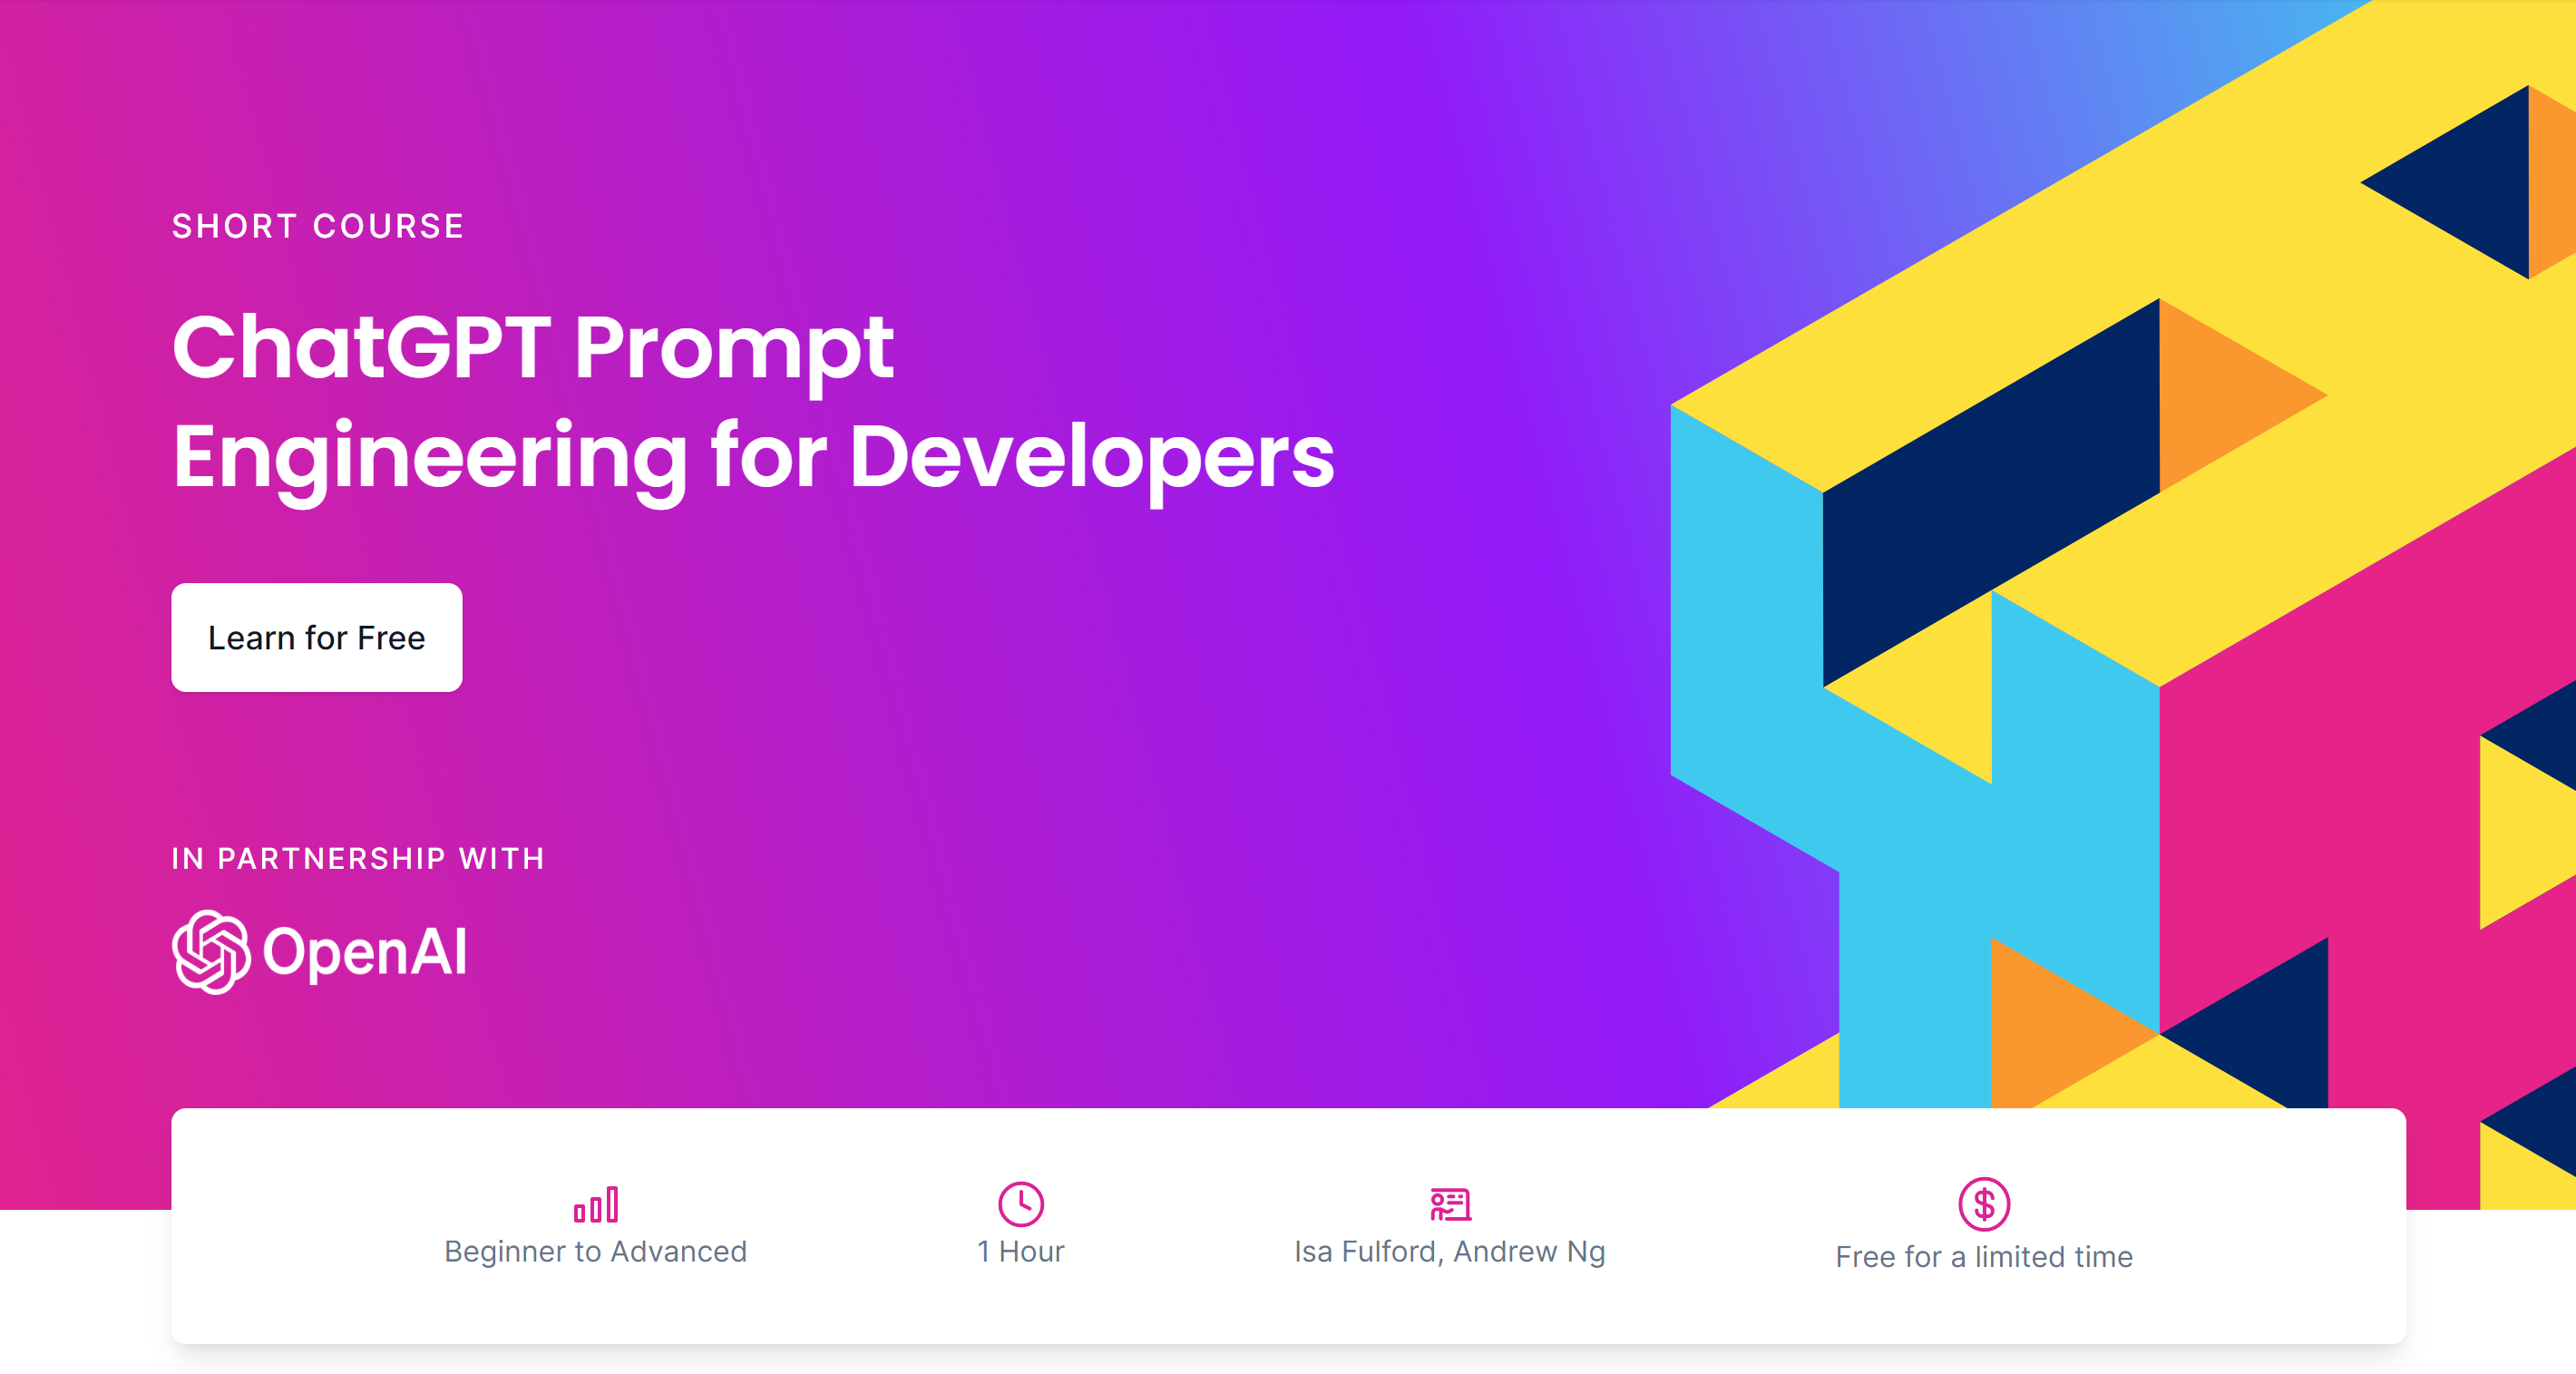 SHORT COURSE
ChatGPT Prompt
Engineering for Developers
Learn for Free
IN PARTNERSHIP WITH
OpenAI
Beginner to Advanced
1 Hour
Isa Fulford, Andrew Ng
Free for a limited time